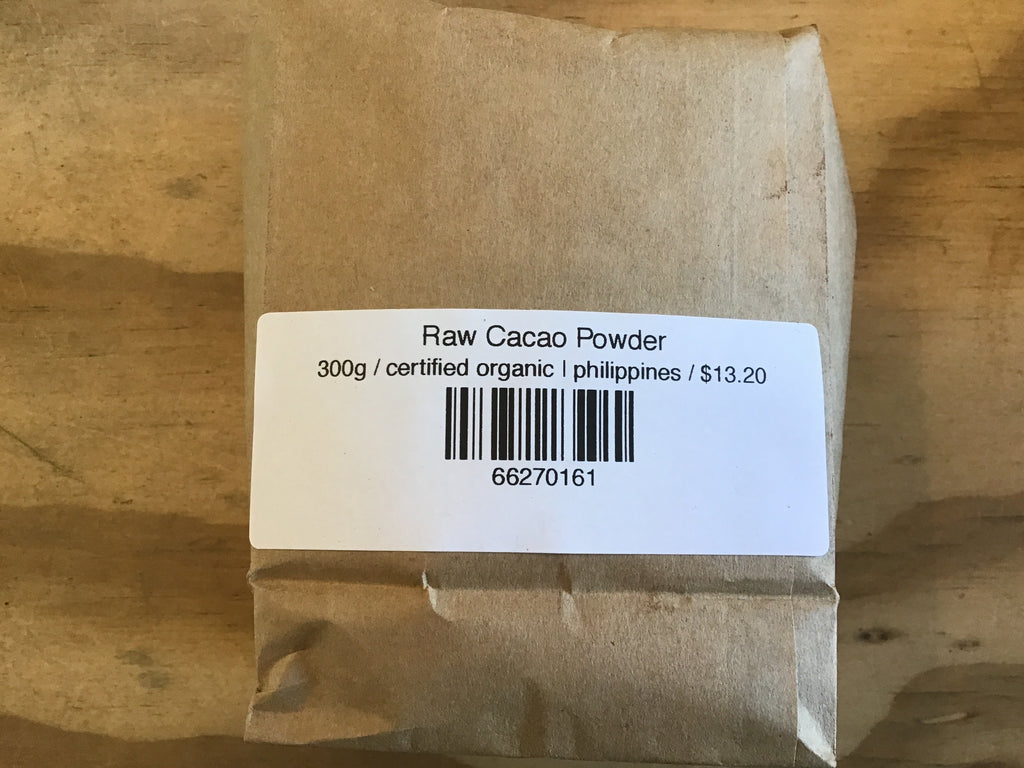 Raw Cacao Powder
300g / certified organic | philippines / $13.20
66270161